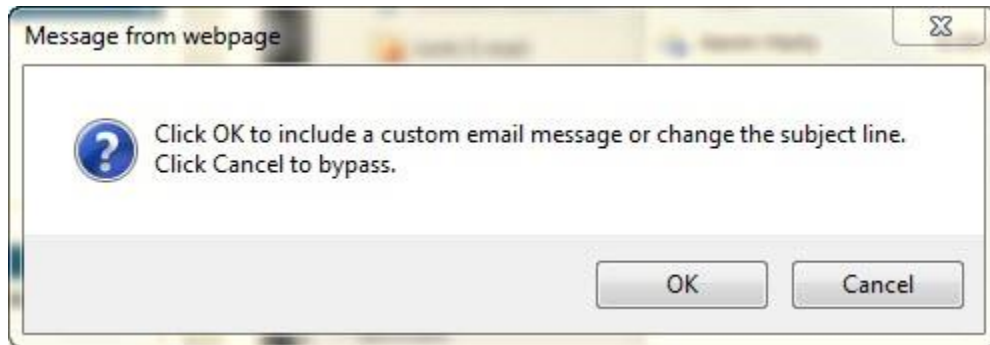 Message from webpage
Click OK to include a custom email message or change the subject line.
Click Cancel to bypass.
OK
Cancel